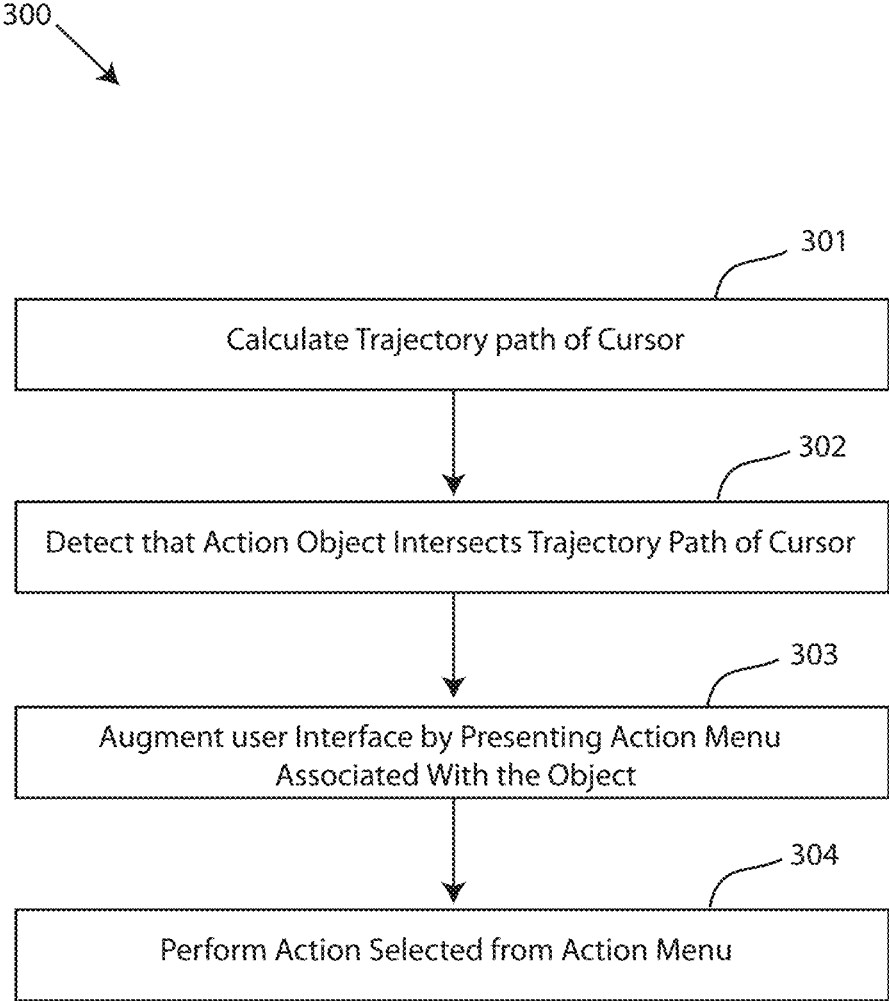 300
301
Calculate Trajectory path of Cursor
302
Detect that Action Object Intersects Trajectory Path of Cursor
303
Augment user Interface by Presenting Action Menu
Associated With the Object
304
Perform Action Selected from Action Menu